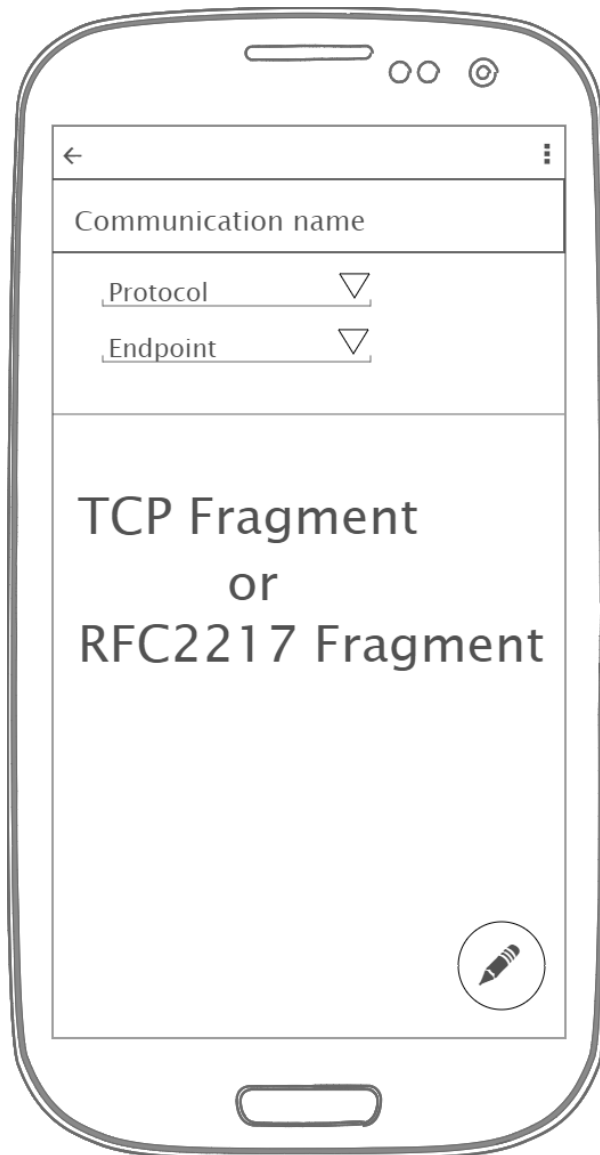 Communication name
Protocol
Endpoint
TCP Fragment
or
RFC2217 Fragment